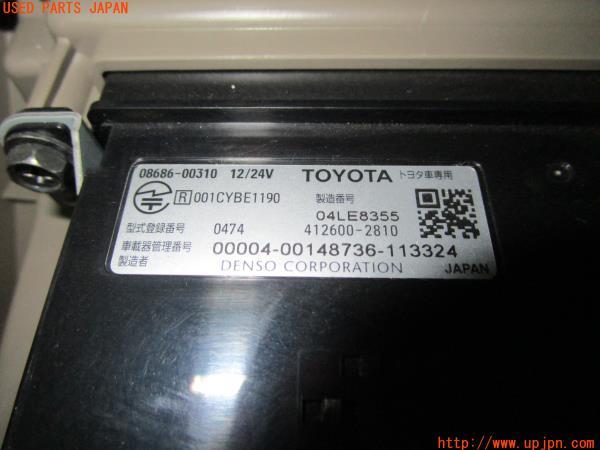 USED PARTS JAPAN
08686-00310 12/24V TOYOTA トヨタ車専用
R 001CYBE1190 製造番号
04LE8355
型式登録番号 0474 412600-2810
車載器管理番号 00004-00148736-113324
製造者 DENSO CORPORATION JAPAN
http://www.upjpn.com/